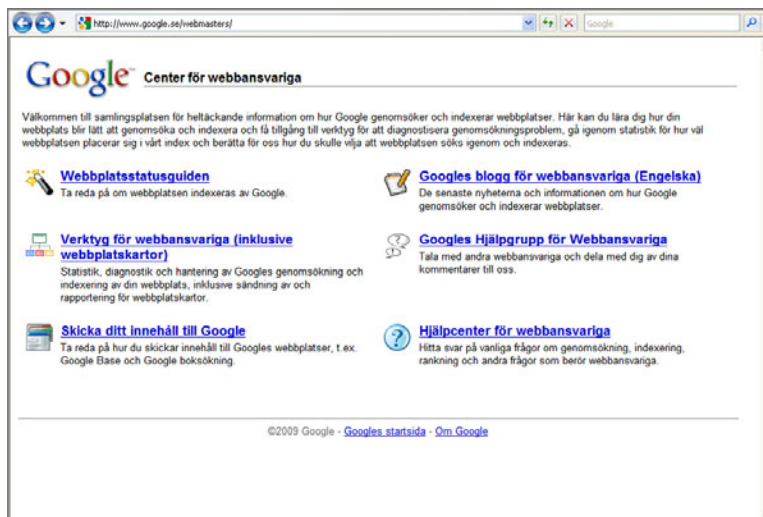 http://www.google.se/webmasters/
Google
Google™ Center för webbansvariga
Välkommen till samlingsplatsen för heltäckande information om hur Google genomsöker och indexerar webbplatser. Här kan du lära dig hur din
webbplats blir lätt att genomsöka och indexera och få tillgång till verktyg för att diagnostisera genomsökningsproblem, gå igenom statistik för hur väl
webbplatsen placerar sig i vårt index och berätta för oss hur du skulle vilja att webbplatsen söks igenom och indexeras.
Webbplatsstatusguiden
Ta reda på om webbplatsen indexeras av Google.
Googles blogg för webbansvariga (Engelska)
De senaste nyheterna och informationen om hur Google
genomsöker och indexerar webbplatser.
Verktyg för webbansvariga (inklusive
webbplatskartor)
Statistik, diagnostik och hantering av Googles genomsökning och
indexering av din webbplats, inklusive sändning av och
rapportering för webbplatskartor.
Googles Hjälpgrupp för Webbansvariga
Tala med andra webbansvariga och dela med dig av dina
kommentarer till oss.
Skicka ditt innehåll till Google
Ta reda på hur du skickar innehåll till Googles webbplatser, t.ex.
Google Base och Google boksökning.
Hjälpcenter för webbansvariga
Hitta svar på vanliga frågor om genomsökning, indexering,
rankning och andra frågor som berör webbansvariga.
©2009 Google - Googles startsida - Om Google